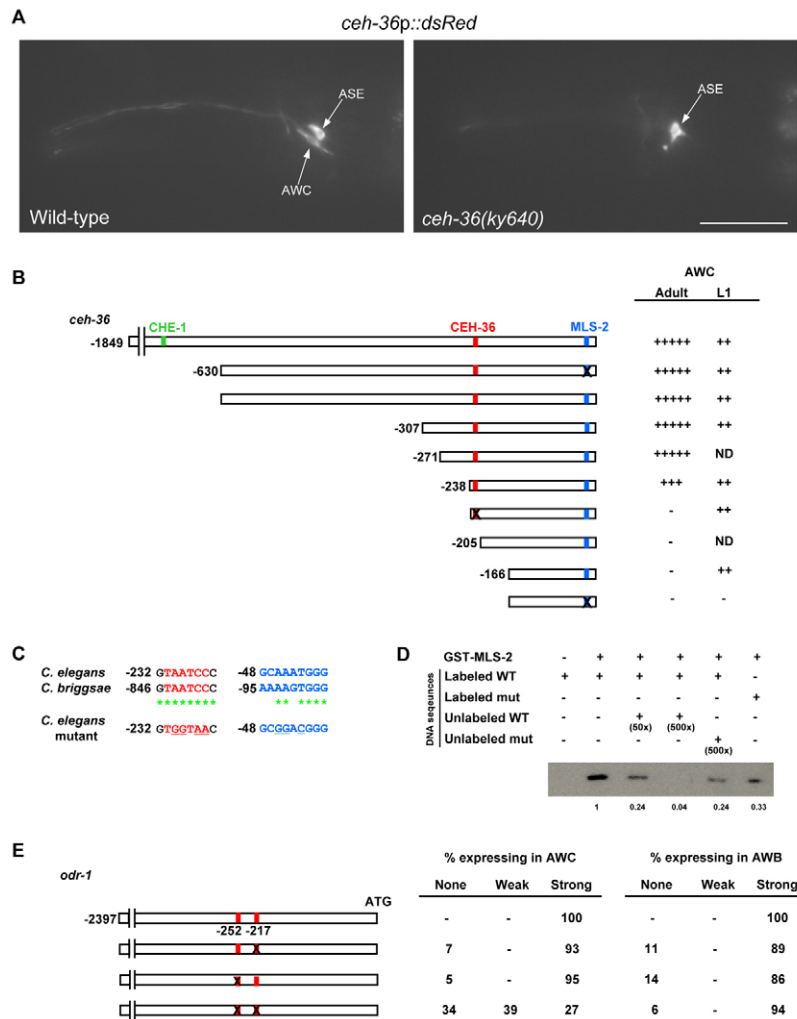 A
ceh-36p::dsRed
ASE
AWC
Wild-type
ASE
ceh-36(ky640)
B
AWC
Adult L1
ceh-36
CHE-1 CEH-36 MLS-2
-1849 +++++ ++
-630 +++++ ++
X
+++++ ++
-307 +++++ ++
-271 +++++ ND
-238 +++ ++
X - ++
-205 - ND
-166 - ++
X - -
C
C. elegans -232 GTAATCCC -48 GCAAATGGG
C. briggsae -846 GTAATCCC -95 AAAAGTGGG
******** ** ****
C. elegans mutant -232 GTGGTAAC -48 GCGGACGGG
D
GST-MLS-2 - + + + + +
DNA seqeunces
Labeled WT + + + + + -
Labeled mut - - - - - +
Unlabeled WT - - + (50x) + (500x) - -
Unlabeled mut - - - - + (500x) -
1 0.24 0.04 0.24 0.33
E
odr-1
% expressing in AWC % expressing in AWB
None Weak Strong None Weak Strong
ATG
-2397 - - 100 - - 100
-252 -217
X 7 - 93 11 - 89
X 5 - 95 14 - 86
X X 34 39 27 6 - 94